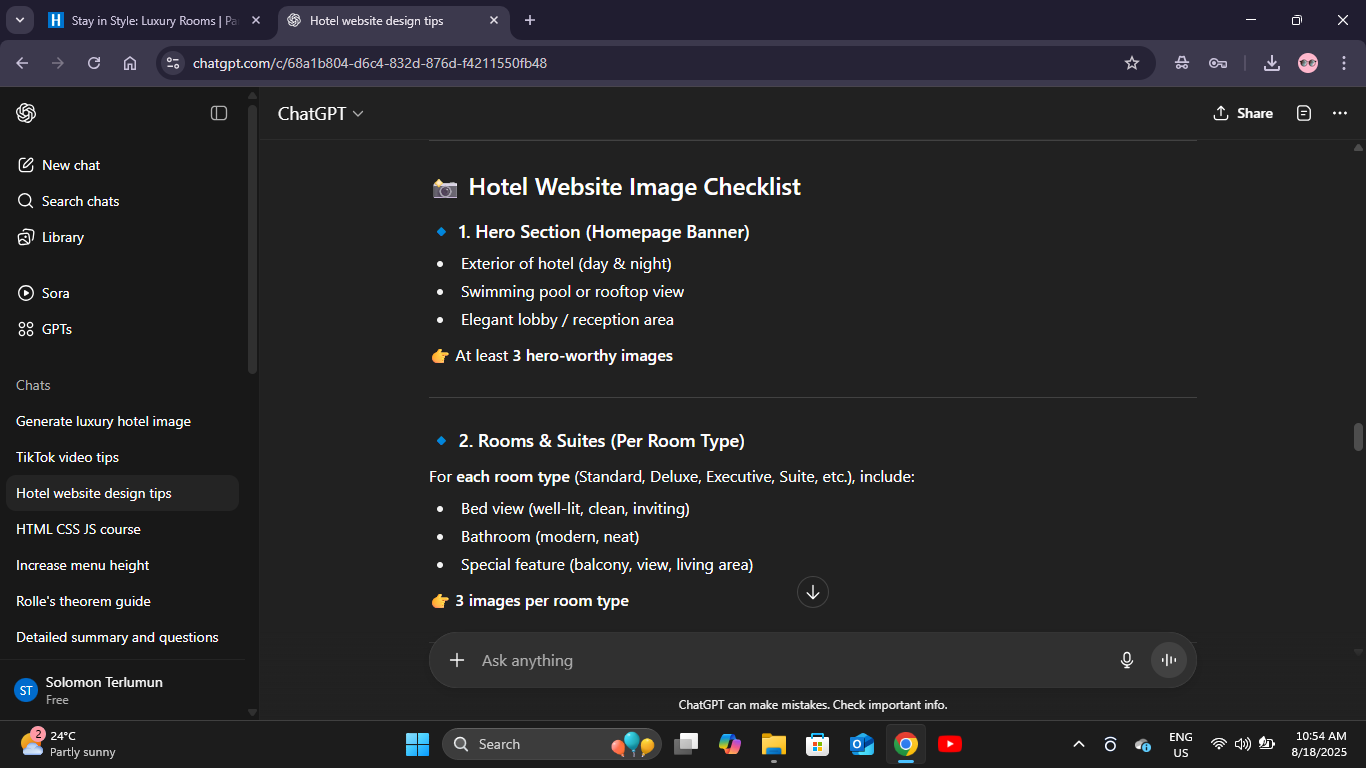 Stay in Style: Luxury Rooms | Pa
Hotel website design tips
chatgpt.com/c/68a1b804-d6c4-832d-876d-f4211550fb48
ChatGPT
Share
New chat
Search chats
Library
Sora
GPTs
Chats
Generate luxury hotel image
TikTok video tips
Hotel website design tips
HTML CSS JS course
Increase menu height
Rolle's theorem guide
Detailed summary and questions
ST
Solomon Terlumun
Free
📸 Hotel Website Image Checklist
🔹 1. Hero Section (Homepage Banner)
• Exterior of hotel (day & night)
• Swimming pool or rooftop view
• Elegant lobby / reception area
👉 At least 3 hero-worthy images
🔹 2. Rooms & Suites (Per Room Type)
For each room type (Standard, Deluxe, Executive, Suite, etc.), include:
• Bed view (well-lit, clean, inviting)
• Bathroom (modern, neat)
• Special feature (balcony, view, living area)
👉 3 images per room type
Ask anything
ChatGPT can make mistakes. Check important info.
2
24°C
Partly sunny
Search
ENG
US
10:54 AM
8/18/2025